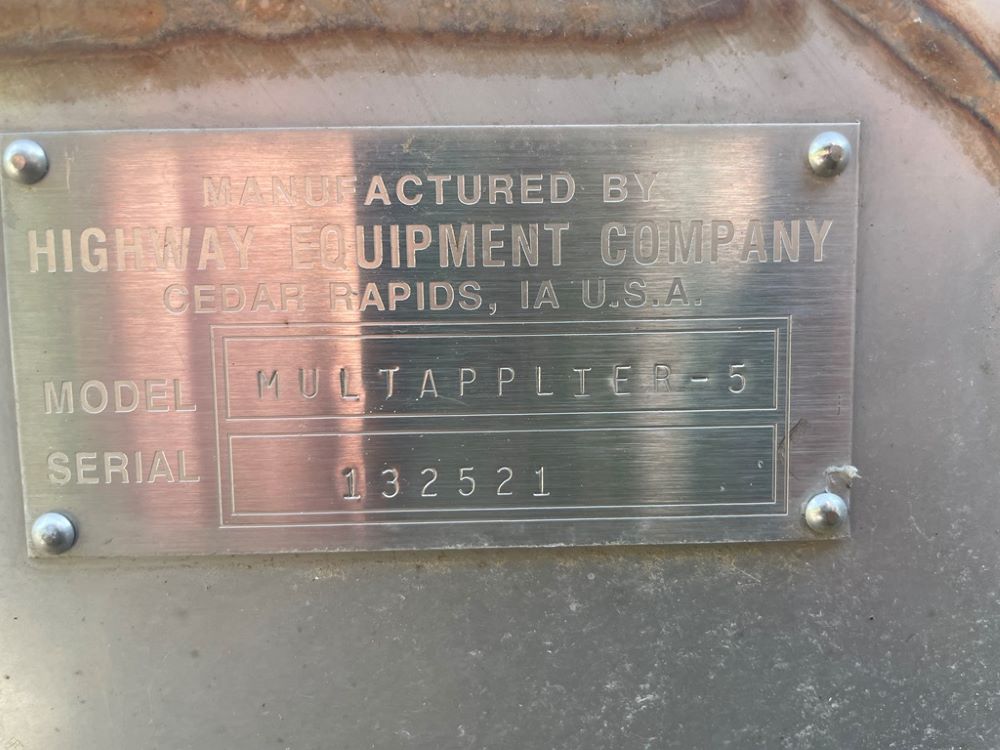 MANUFACTURED BY
HIGHWAY EQUIPMENT COMPANY
CEDAR RAPIDS, IA U.S.A.
MODEL MULTAPPLIER-5
SERIAL 132521